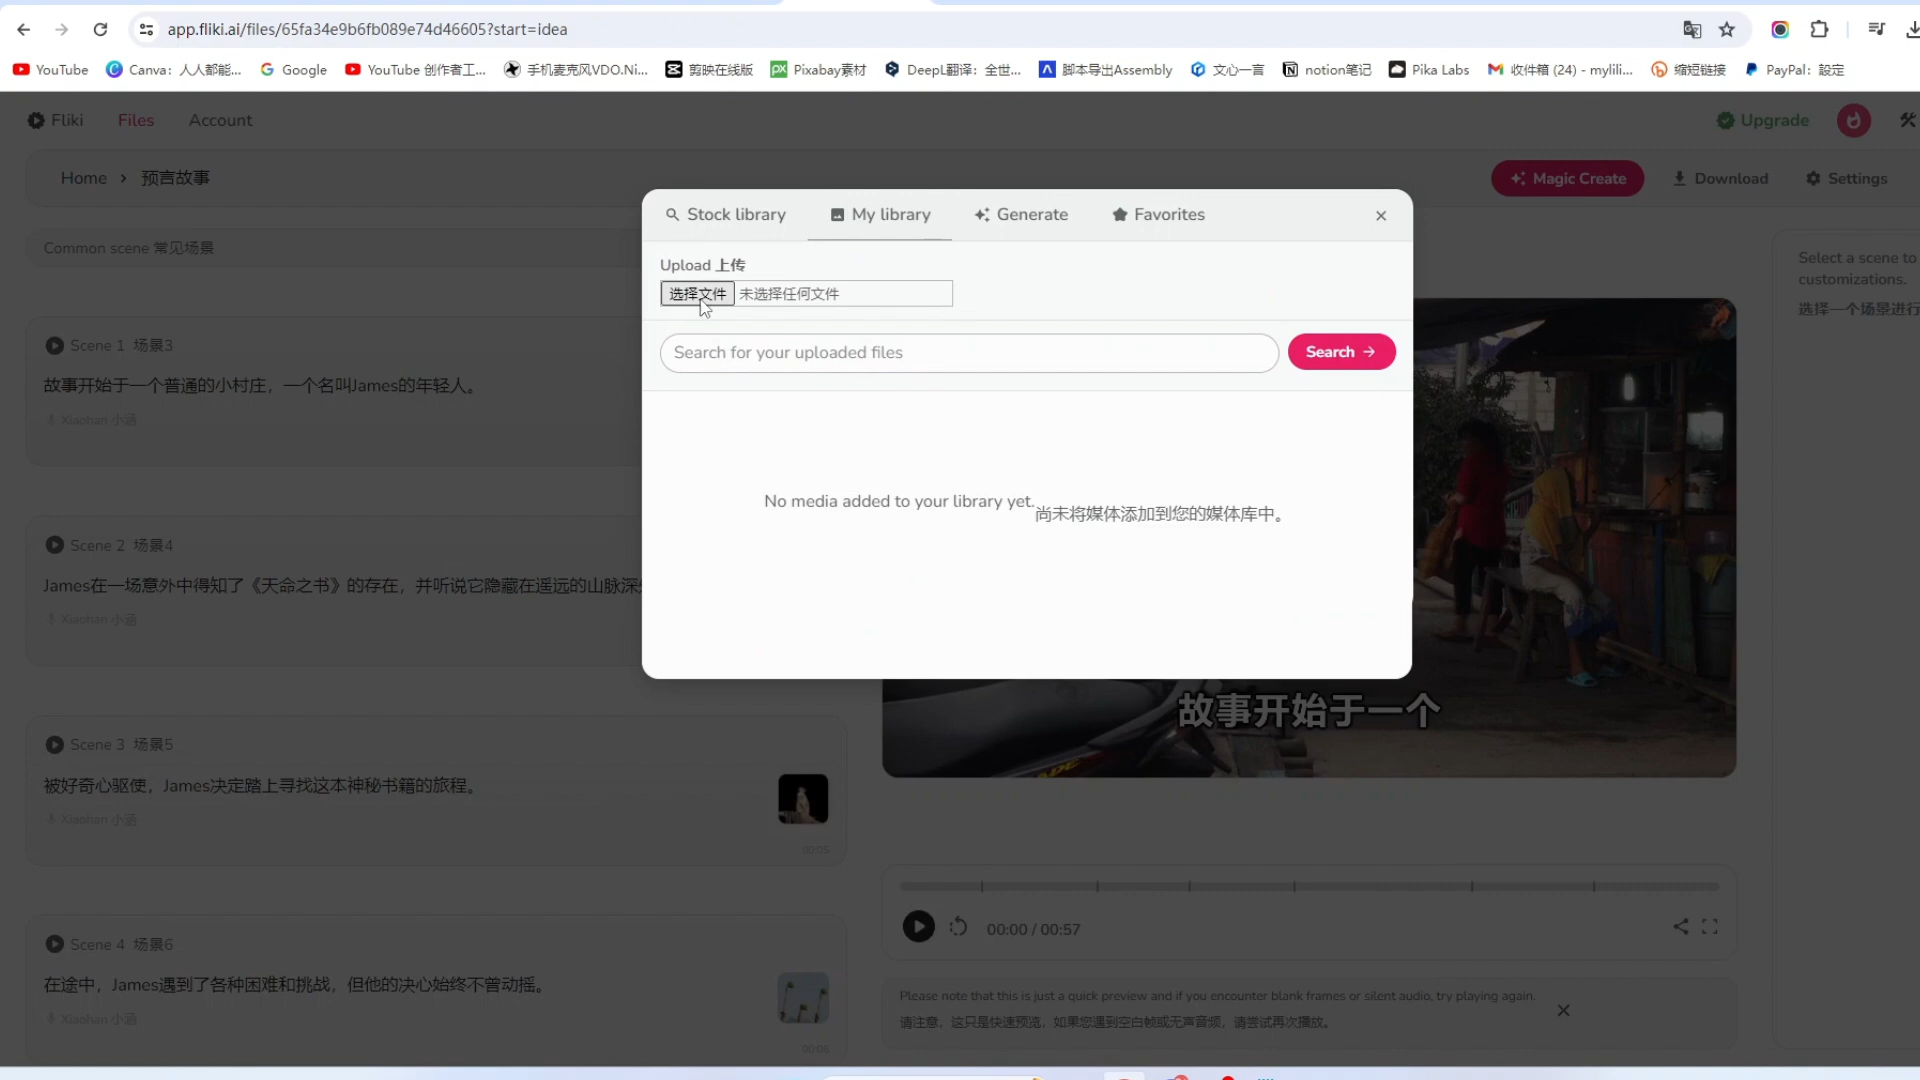 app.fliki.ai/files/65fa34e9b6fb089e74d46605?start=idea
YouTube
Canva：人人都能...
Google
YouTube 创作者工...
手机麦克风VDO.Ni...
剪映在线版
Pixabay素材
DeepL翻译：全世...
脚本导出Assembly
文心一言
notion笔记
Pika Labs
收件箱 (24) - mylili...
缩短链接
PayPal：設定
Fliki
Files
Account
Upgrade
Home › 预言故事
Magic Create
Download
Settings
Common scene 常见场景
Stock library
My library
Generate
Favorites
Upload 上传
选择文件 未选择任何文件
Search for your uploaded files
Search
No media added to your library yet.
尚未将媒体添加到您的媒体库中。
Scene 1 场景3
故事开始于一个普通的小村庄，一个名叫James的年轻人。
Xiaohan 小涵
Scene 2 场景4
James在一场意外中得知了《天命之书》的存在，并听说它隐藏在遥远的山脉深
Xiaohan 小涵
Scene 3 场景5
被好奇心驱使，James决定踏上寻找这本神秘书籍的旅程。
Xiaohan 小涵
00:05
Scene 4 场景6
在途中，James遇到了各种困难和挑战，但他的决心始终不曾动摇。
Xiaohan 小涵
00:06
故事开始于一个
00:00 / 00:57
Please note that this is just a quick preview and if you encounter blank frames or silent audio, try playing again.
请注意，这只是快速预览，如果您遇到空白帧或无声音频，请尝试再次播放。
Select a scene to
customizations.
选择一个场景进行